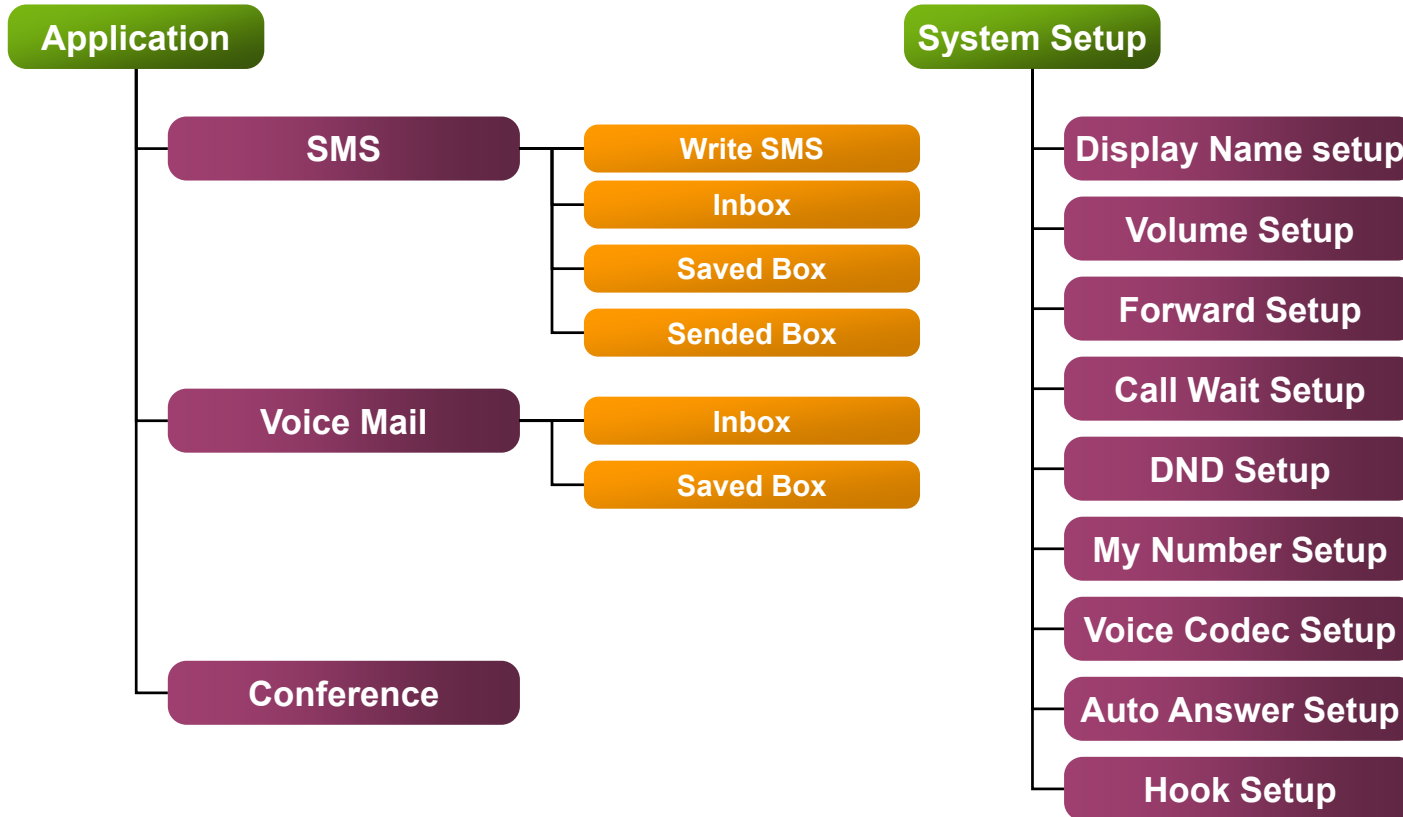 Application
SMS
Write SMS
Inbox
Saved Box
Sended Box
Voice Mail
Inbox
Saved Box
Conference
System Setup
Display Name setup
Volume Setup
Forward Setup
Call Wait Setup
DND Setup
My Number Setup
Voice Codec Setup
Auto Answer Setup
Hook Setup